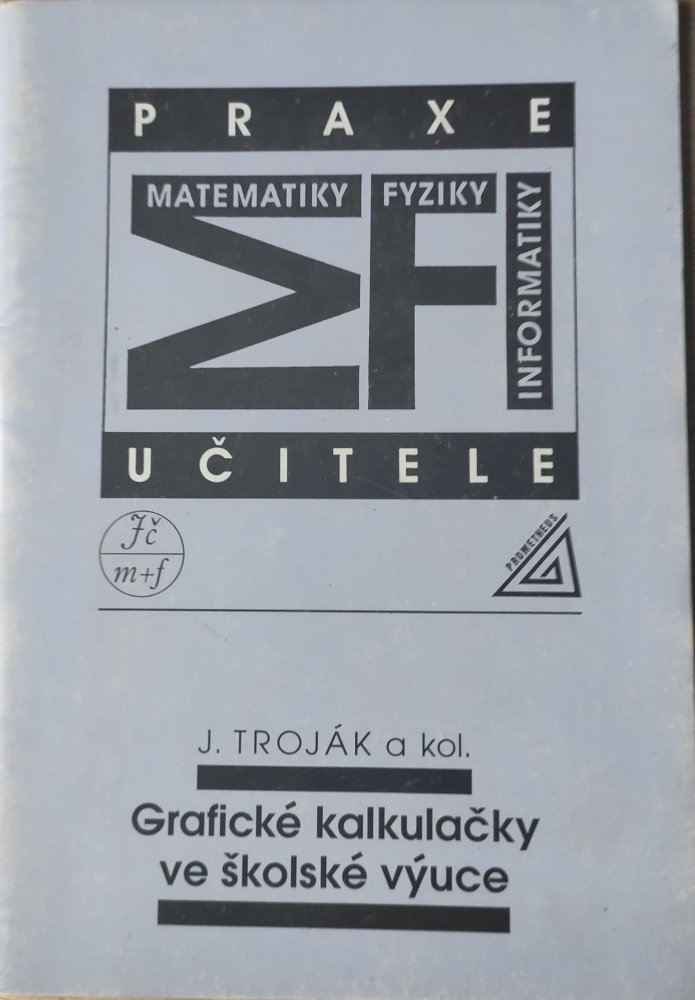 PRAXE
MATEMATIKY FYZIKY
INFORMATIKY
UČITELE
Jč
m+f
PROMETHEUS
J. TROJÁK a kol.
Grafické kalkulačky
ve školské výuce